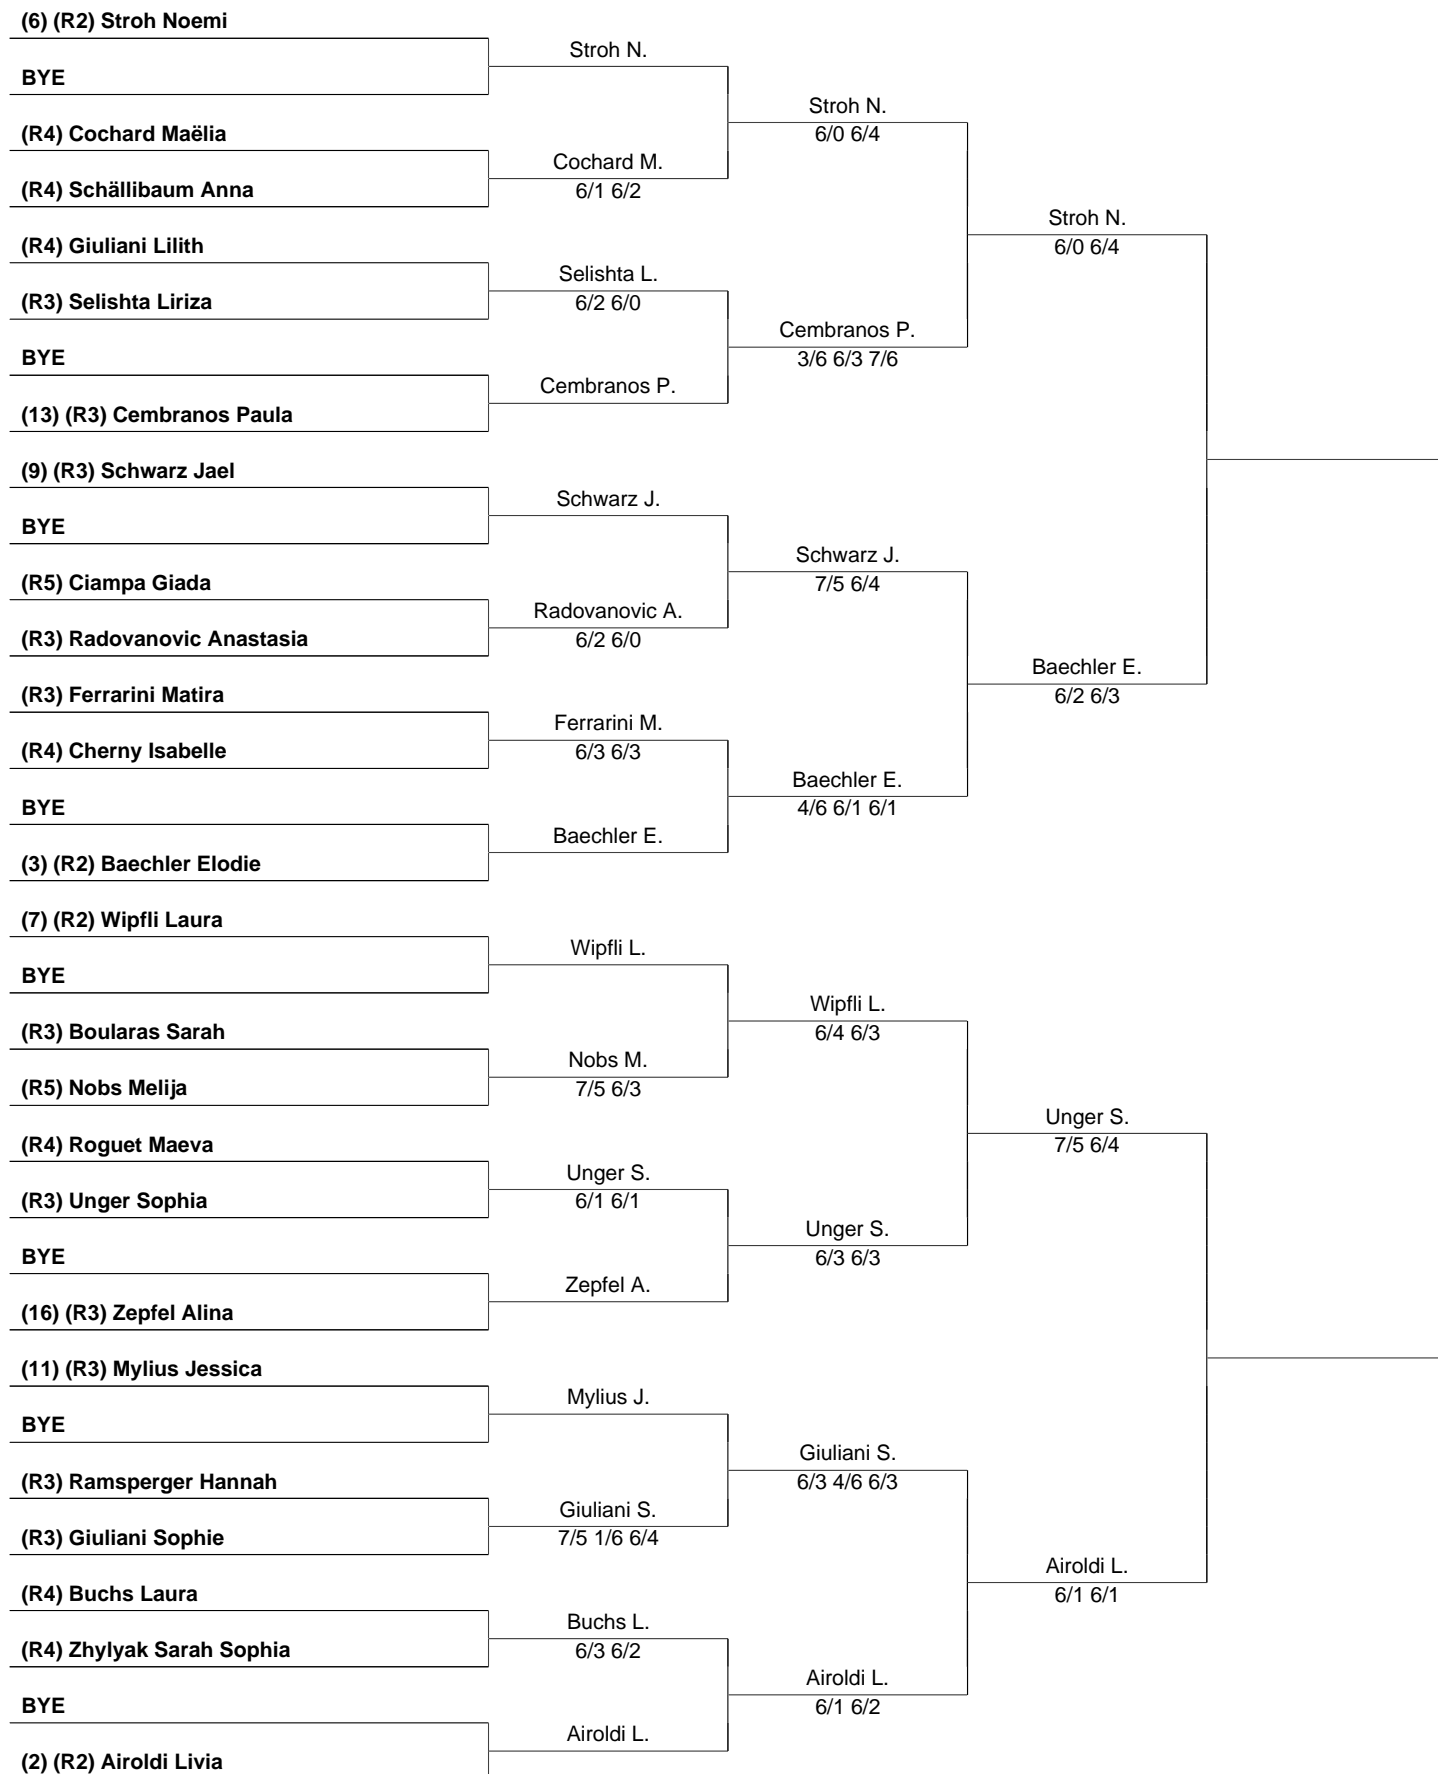 (6) (R2) Stroh Noemi
BYE
(R4) Cochard Maëlia
(R4) Schällibaum Anna
(R4) Giuliani Lilith
(R3) Selishta Liriza
BYE
(13) (R3) Cembranos Paula
(9) (R3) Schwarz Jael
BYE
(R5) Ciampa Giada
(R3) Radovanovic Anastasia
(R3) Ferrarini Matira
(R4) Cherny Isabelle
BYE
(3) (R2) Baechler Elodie
(7) (R2) Wipfli Laura
BYE
(R3) Boularas Sarah
(R5) Nobs Melija
(R4) Roguet Maeva
(R3) Unger Sophia
BYE
(16) (R3) Zepfel Alina
(11) (R3) Mylius Jessica
BYE
(R3) Ramsperger Hannah
(R3) Giuliani Sophie
(R4) Buchs Laura
(R4) Zhylyak Sarah Sophia
BYE
(2) (R2) Airoldi Livia
Stroh N.
Cochard M.
6/1 6/2
Selishta L.
6/2 6/0
Cembranos P.
Schwarz J.
Radovanovic A.
6/2 6/0
Ferrarini M.
6/3 6/3
Baechler E.
Wipfli L.
Nobs M.
7/5 6/3
Unger S.
6/1 6/1
Zepfel A.
Mylius J.
Giuliani S.
7/5 1/6 6/4
Buchs L.
6/3 6/2
Airoldi L.
Stroh N.
6/0 6/4
Cembranos P.
3/6 6/3 7/6
Schwarz J.
7/5 6/4
Baechler E.
4/6 6/1 6/1
Wipfli L.
6/4 6/3
Unger S.
6/3 6/3
Giuliani S.
6/3 4/6 6/3
Airoldi L.
6/1 6/2
Stroh N.
6/0 6/4
Baechler E.
6/2 6/3
Unger S.
7/5 6/4
Airoldi L.
6/1 6/1